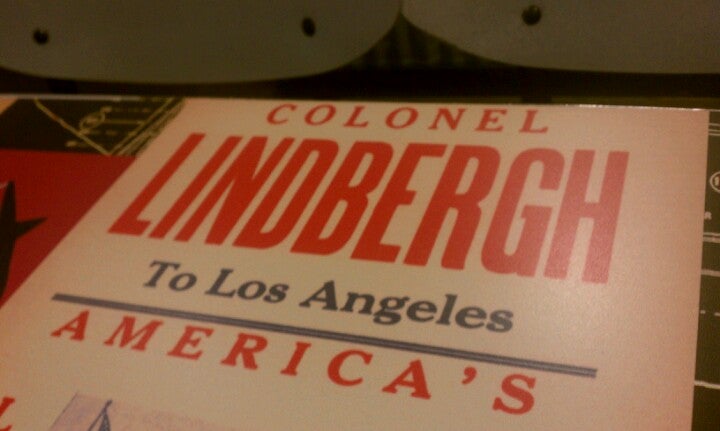 COLONEL
LINDBERGH
To Los Angeles
AMERICA'S